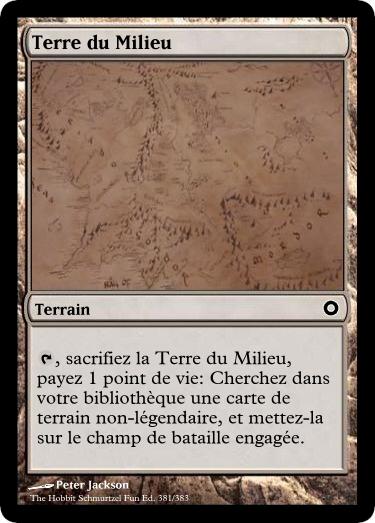 Terre du Milieu
Terrain
, sacrifiez la Terre du Milieu,
payez 1 point de vie: Cherchez dans
votre bibliothèque une carte de
terrain non-légendaire, et mettez-la
sur le champ de bataille engagée.
Peter Jackson
The Hobbit Schmurtzel Fun Ed. 381/383